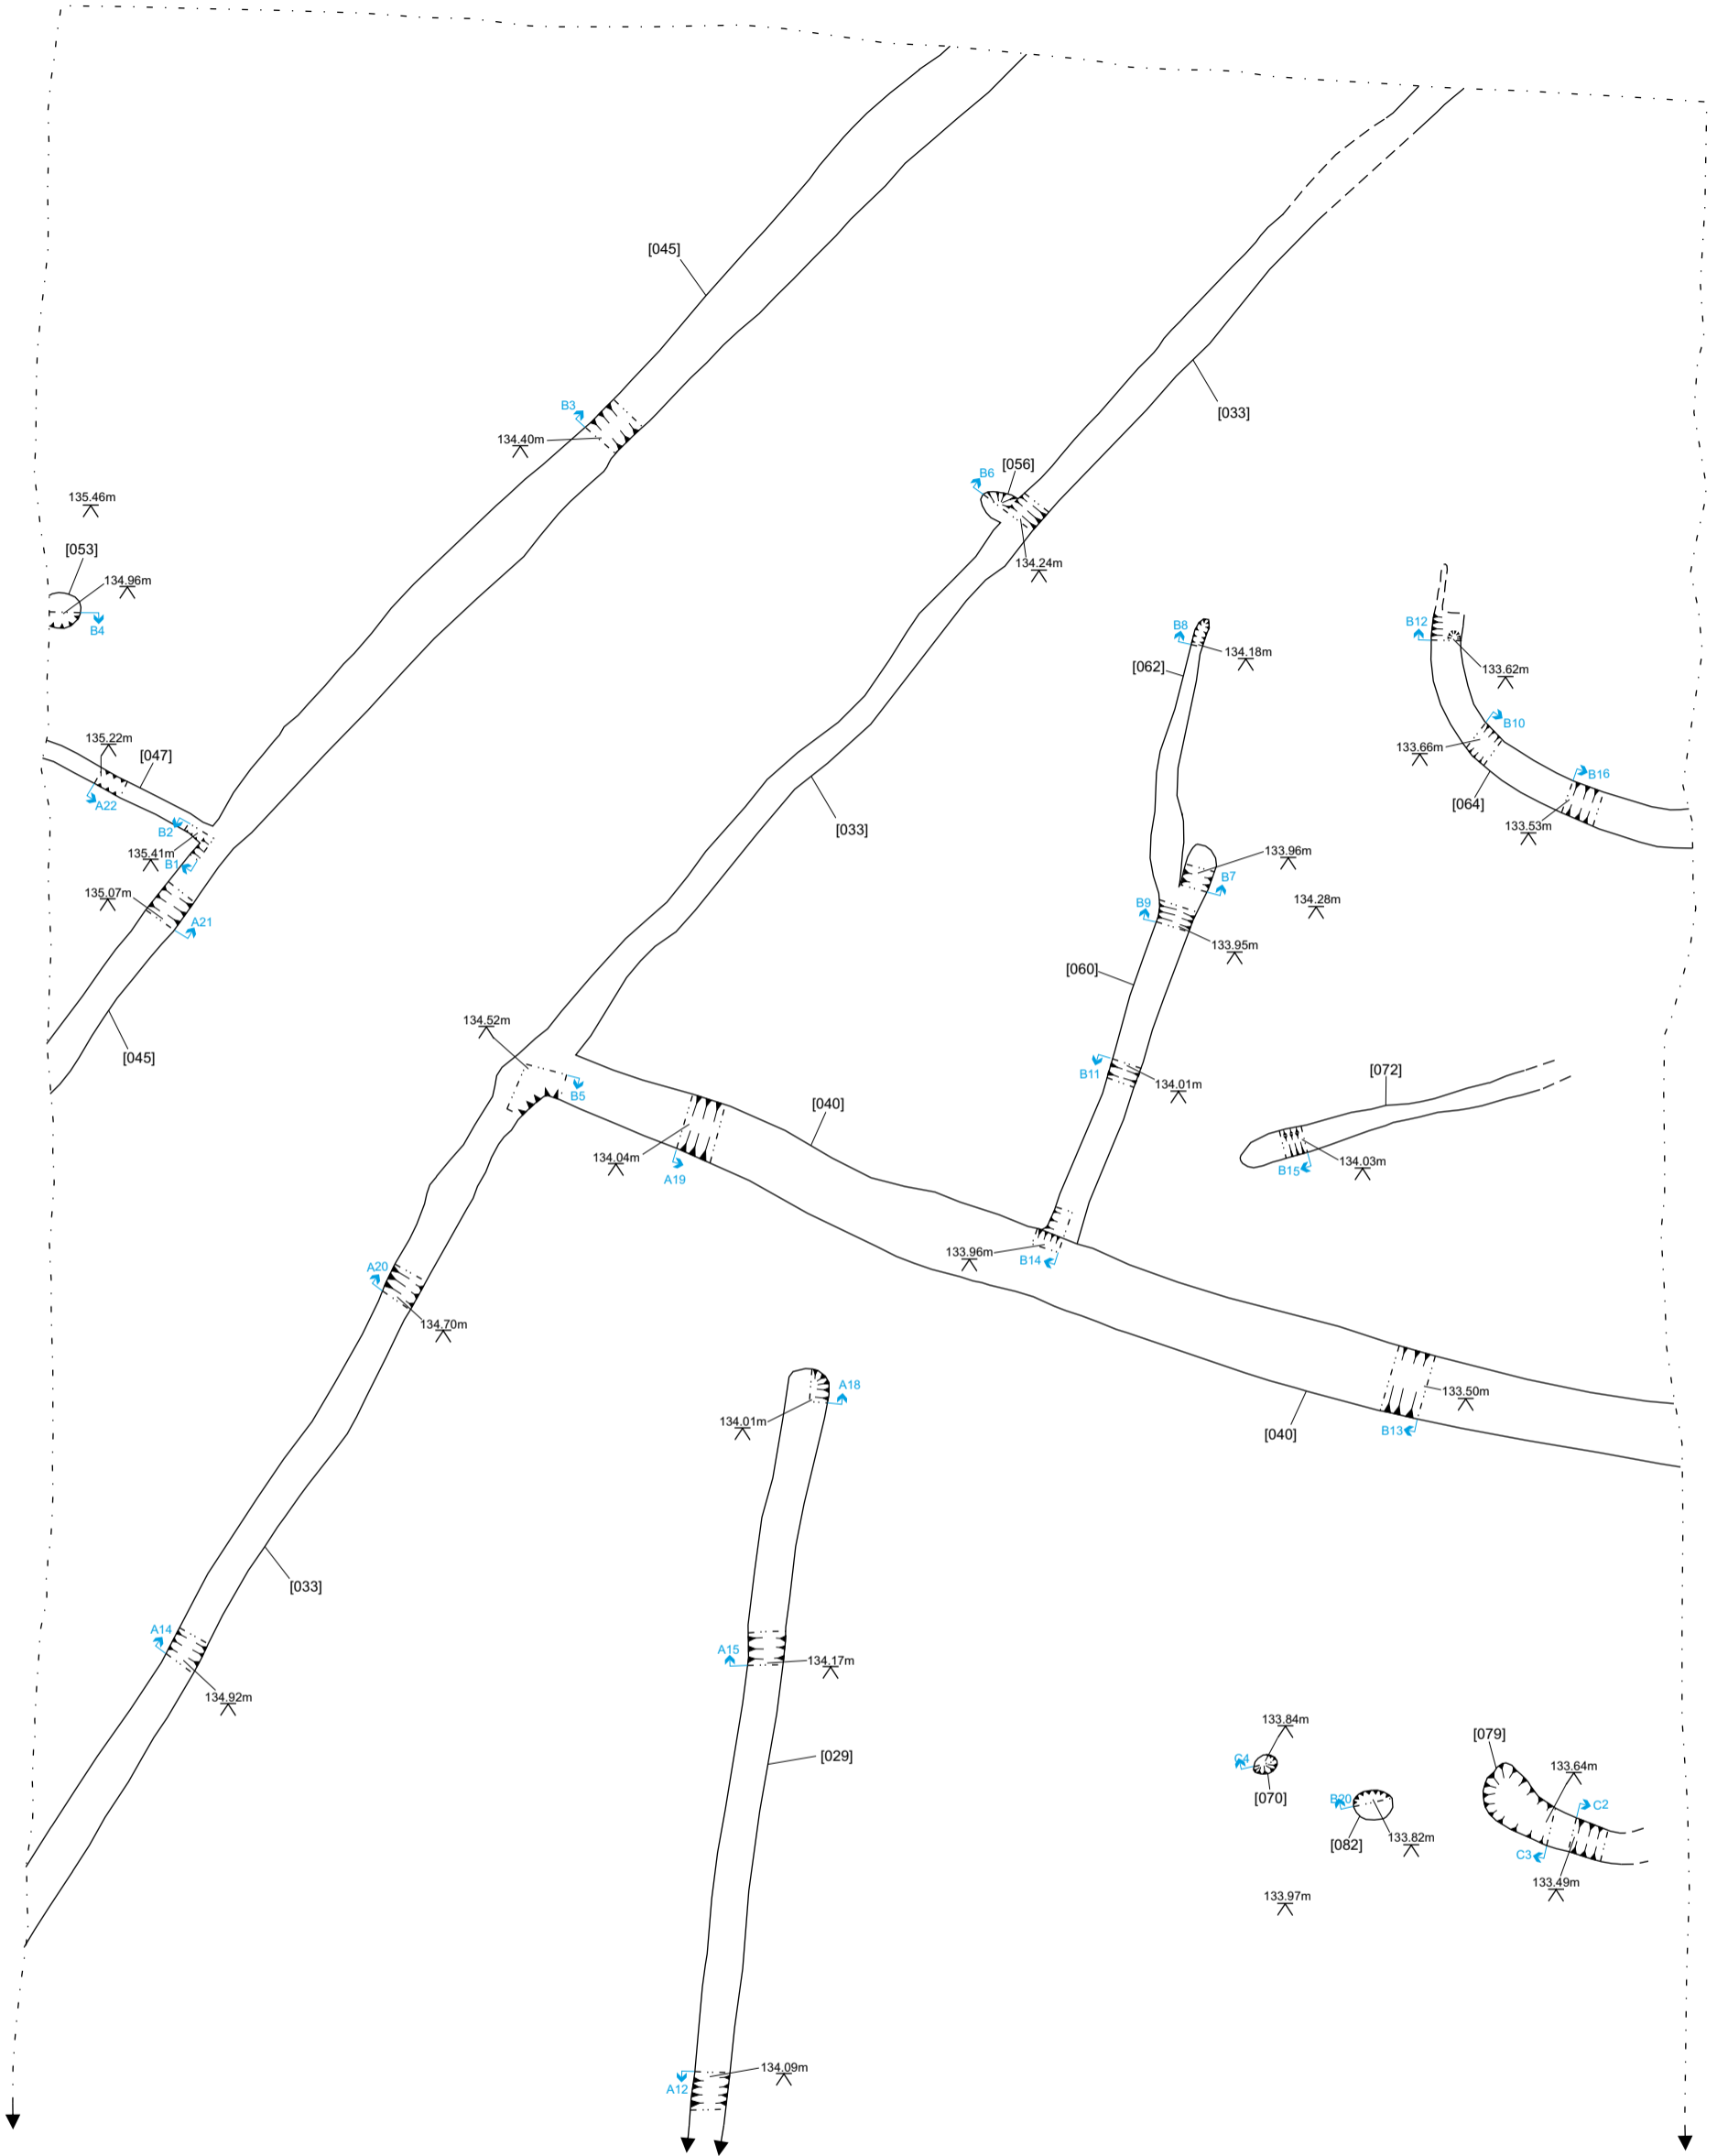 [045]
B3
134.40m
[033]
B6
[056]
134.24m
135.46m
[053]
134.96m
B4
B8
134.18m
[062]
B12
133.62m
B10
133.66m
B16
[064]
133.53m
135.22m
[047]
A22
B2
135.41m
B1
135.07m
A21
[045]
[033]
133.96m
B7
B9
134.28m
133.95m
[060]
134.52m
B5
B11
134.01m
[072]
B15
134.03m
[040]
134.04m
A19
133.96m
B14
A20
134.70m
A18
134.01m
133.50m
B13
[040]
[033]
A14
134.92m
A15
134.17m
[029]
133.84m
C4
[070]
B20
[082]
133.82m
[079]
133.64m
C2
C3
133.49m
133.97m
134.09m
A12